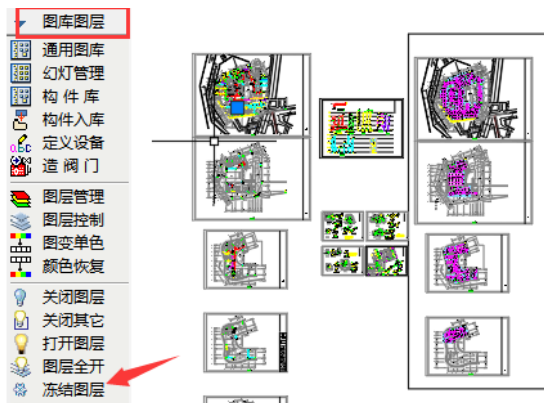 图库图层
通用图库
幻灯管理
构 件 库
构件入库
定义设备
造 阀 门
图层管理
图层控制
图变单色
颜色恢复
关闭图层
关闭其它
打开图层
图层全开
冻结图层